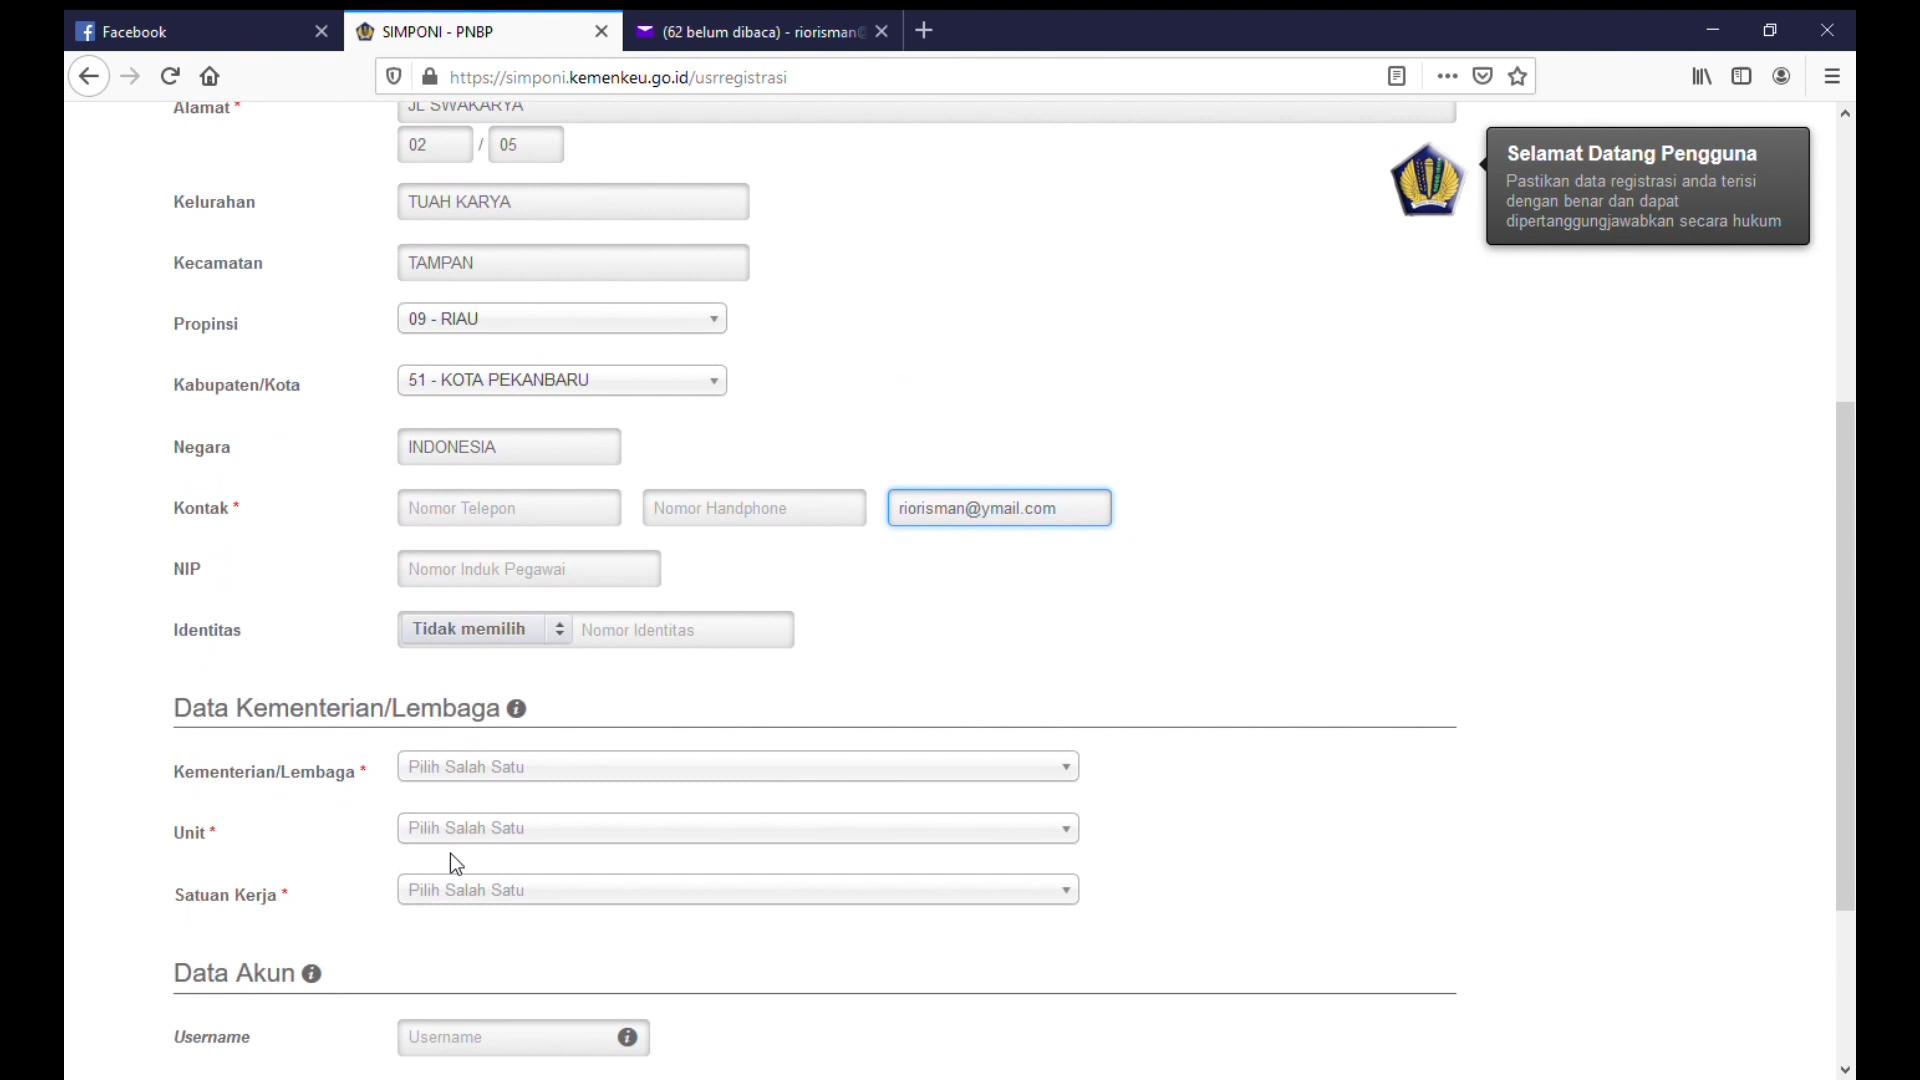 Facebook
SIMPONI - PNBP
(62 belum dibaca) - riorisman@
https://simponi.kemenkeu.go.id/usrregistrasi
Alamat * JL SWAKARYA
02 / 05
Selamat Datang Pengguna
Pastikan data registrasi anda terisi
dengan benar dan dapat
dipertanggungjawabkan secara hukum
Kelurahan TUAH KARYA
Kecamatan TAMPAN
Propinsi 09 - RIAU
Kabupaten/Kota 51 - KOTA PEKANBARU
Negara INDONESIA
Kontak * Nomor Telepon Nomor Handphone riorisman@ymail.com
NIP Nomor Induk Pegawai
Identitas Tidak memilih Nomor Identitas
Data Kementerian/Lembaga
Kementerian/Lembaga * Pilih Salah Satu
Unit * Pilih Salah Satu
Satuan Kerja * Pilih Salah Satu
Data Akun
Username Username